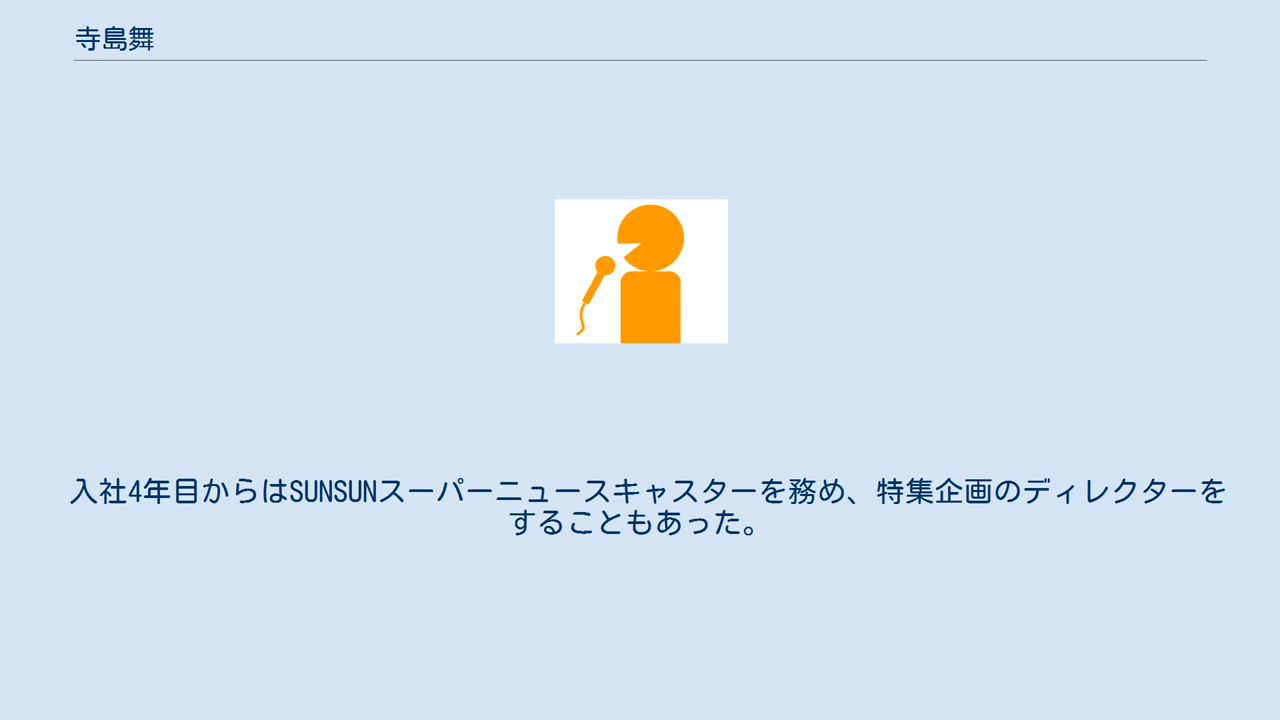 寺島舞
入社4年目からはSUNSUNスーパーニュースキャスターを務め、特集企画のディレクターを
することもあった。